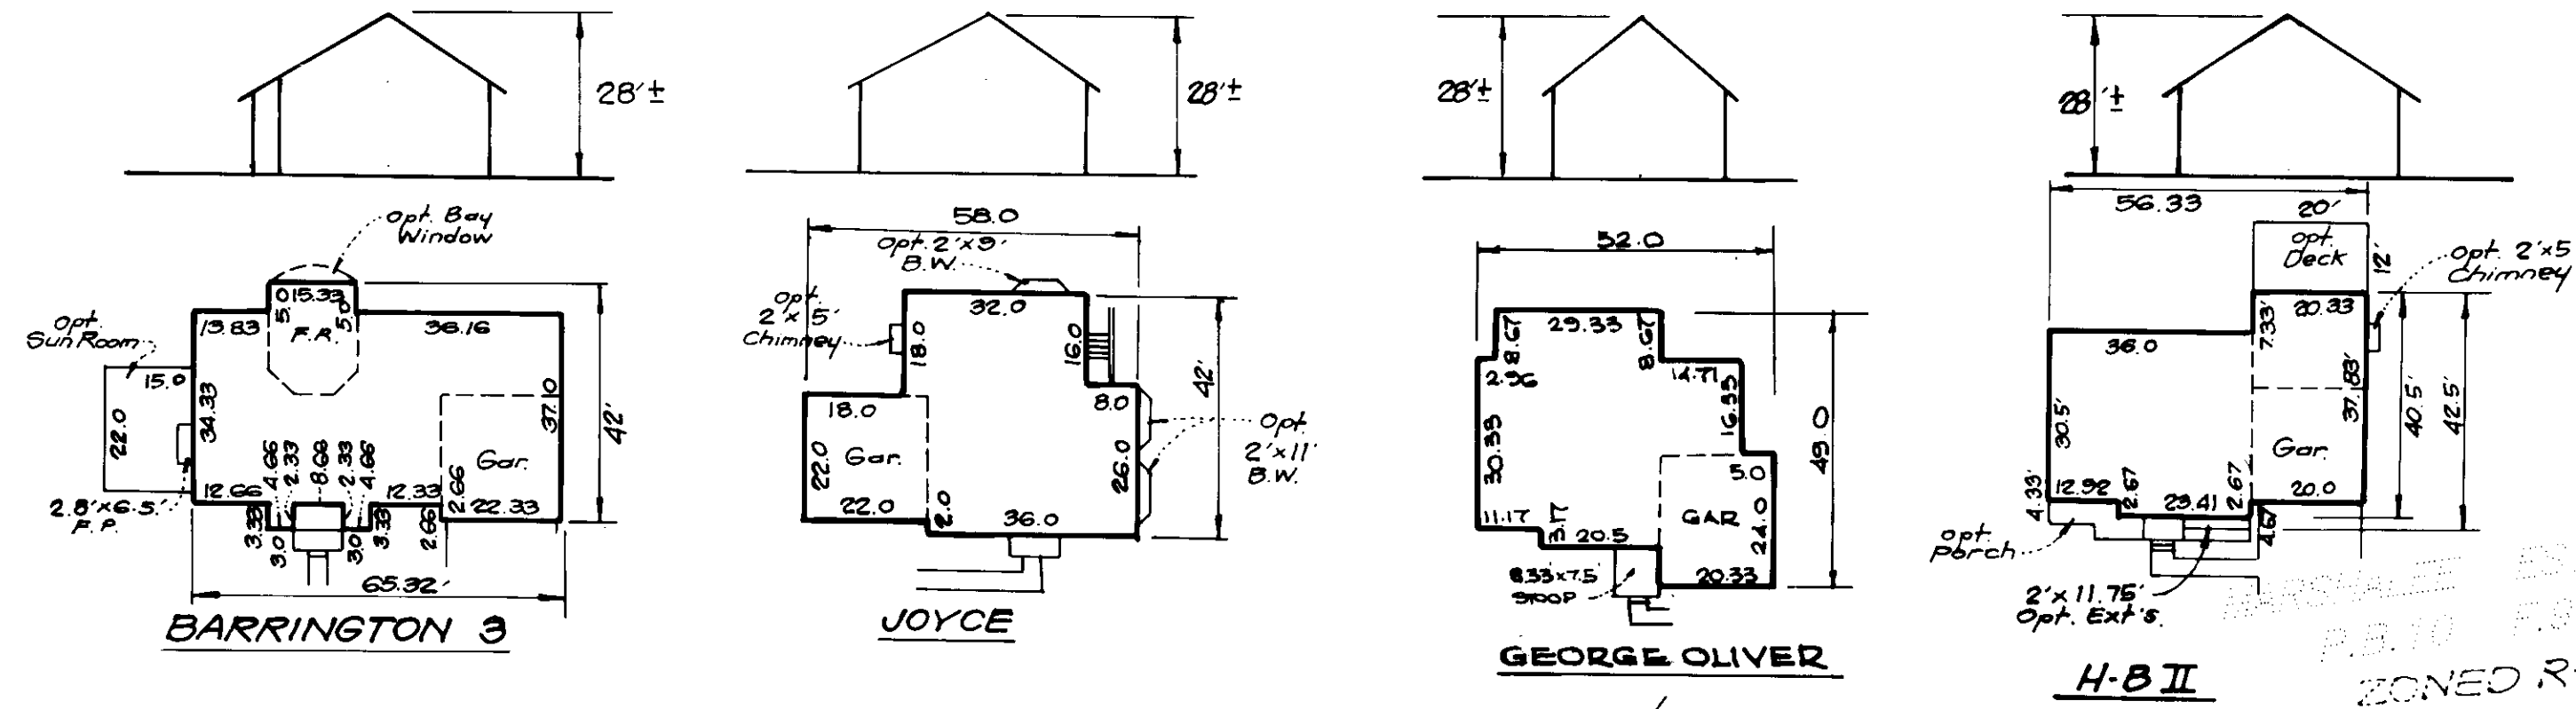 28'±
opt. Bay
Window
15.33
5.0
5.0
F.R.
13.83
36.16
opt.
Sun Room
15.0
22.0
34.33
37.10
42'
4.66
2.33
8.66
2.33
4.66
Gar.
12.66
12.33
2.66
22.33
2.8'x6.5'
F.P.
3.33
3.0
3.0
3.33
2.66
65.32'
BARRINGTON 3
28'±
58.0
Opt. 2'x9'
B.W.
32.0
opt.
2'x5'
Chimney
18.0
16.0
42'
18.0
8.0
22.0
Gar.
26.0
Opt.
2'x11'
B.W.
22.0
2.0
36.0
JOYCE
28'±
52.0
29.33
8.67
8.67
2.96
14.71
16.33
30.33
49.0
5.0
GAR
24.0
11.17
3.17
20.5
8.33x7.5'
STOOP
20.33
GEORGE OLIVER
28'±
56.33
20'
opt.
Deck
12'
Opt. 2'x5
Chimney
20.33
7.33'
36.0
37.83'
40.5'
42.5'
30.5'
Gar.
4.33'
12.92
2.67
23.41
2.67
20.0
4.67
opt.
Porch
2'x11.75'
Opt. Ext's.
H-B II
P.B. 10
ZONED R-